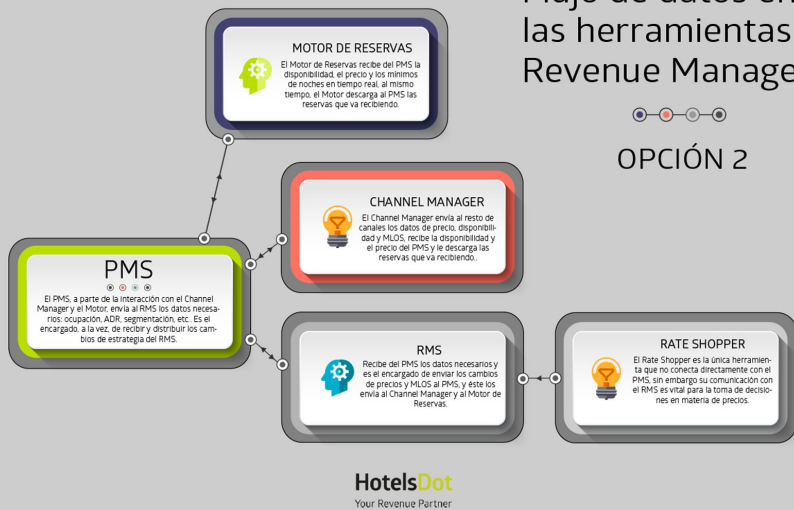 las herramientas
Revenue Manage
OPCIÓN 2
MOTOR DE RESERVAS
El Motor de Reservas recibe del PMS la
disponibilidad, el precio y los mínimos
de noches en tiempo real, al mismo
tiempo, el Motor descarga al PMS las
reservas que va recibiendo.
CHANNEL MANAGER
El Channel Manager envía al resto de
canales los datos de precio, disponibili-
dad y MLOS, recibe la disponibilidad y
el precio del PMS y le descarga las
reservas que va recibiendo..
PMS
El PMS, a parte de la interacción con el Channel
Manager y el Motor, envía al RMS los datos necesa-
rios: ocupación, ADR, segmentación, etc.. Es el
encargado, a la vez, de recibir y distribuir los cam-
bios de estrategia del RMS.
RMS
Recibe del PMS los datos necesarios y
es el encargado de enviar los cambios
de precios y MLOS al PMS, y éste los
envía al Channel Manager y al Motor de
Reservas.
RATE SHOPPER
El Rate Shopper es la única herramien-
ta que no conecta directamente con el
PMS, sin embargo su comunicación con
el RMS es vital para la toma de decisio-
nes en materia de precios.
HotelsDot
Your Revenue Partner